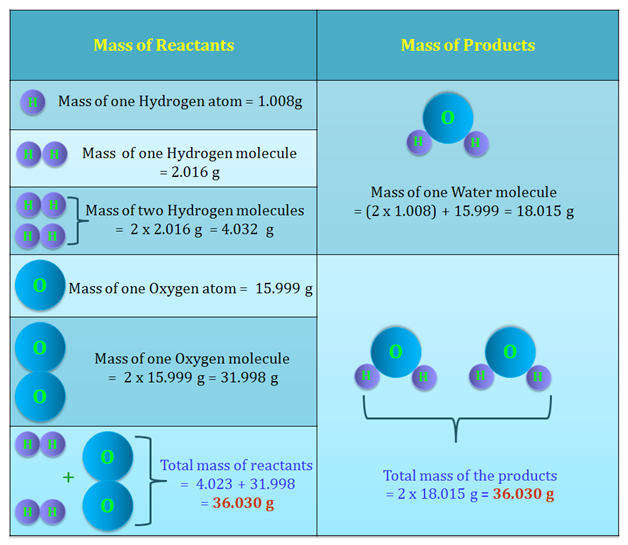 Mass of Reactants
Mass of Products
H
Mass of one Hydrogen atom = 1.008g
H H
Mass of one Hydrogen molecule
= 2.016 g
H H
H H
Mass of two Hydrogen molecules
= 2 x 2.016 g = 4.032 g
O
Mass of one Oxygen atom = 15.999 g
O
O
Mass of one Oxygen molecule
= 2 x 15.999 g = 31.998 g
H H
+
H H
O
O
Total mass of reactants
= 4.023 + 31.998
= 36.030 g
O
H H
Mass of one Water molecule
= (2 x 1.008) + 15.999 = 18.015 g
O O
H H H H
Total mass of the products
= 2 x 18.015 g = 36.030 g